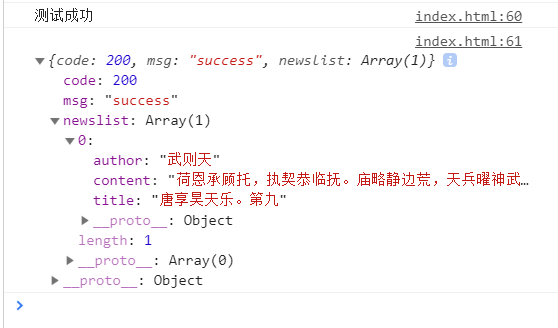 测试成功 index.html:60
index.html:61
▼{code: 200, msg: "success", newslist: Array(1)} i
code: 200
msg: "success"
▼newslist: Array(1)
▼0:
author: "武则天"
content: "荷恩承顾托，执契恭临抚。庙略静边荒，天兵曜神武…
title: "唐享昊天乐。第九"
▶__proto__: Object
length: 1
▶__proto__: Array(0)
▶__proto__: Object
>